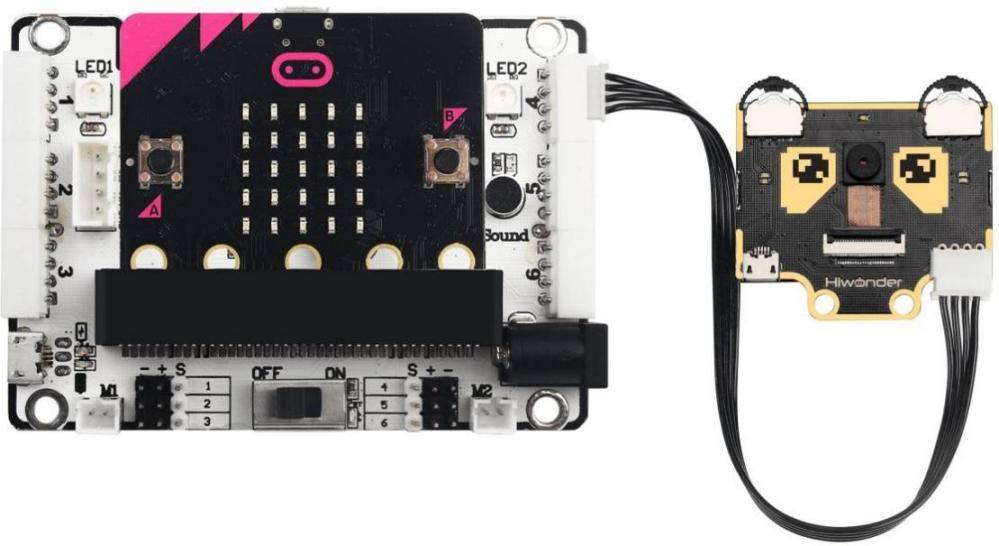 LED1
LED2
1
4
B
A
2
5
Sound
3
6
Hiwonder
M1
- + S
OFF
ON
S + -
M2
1
4
2
5
3
6